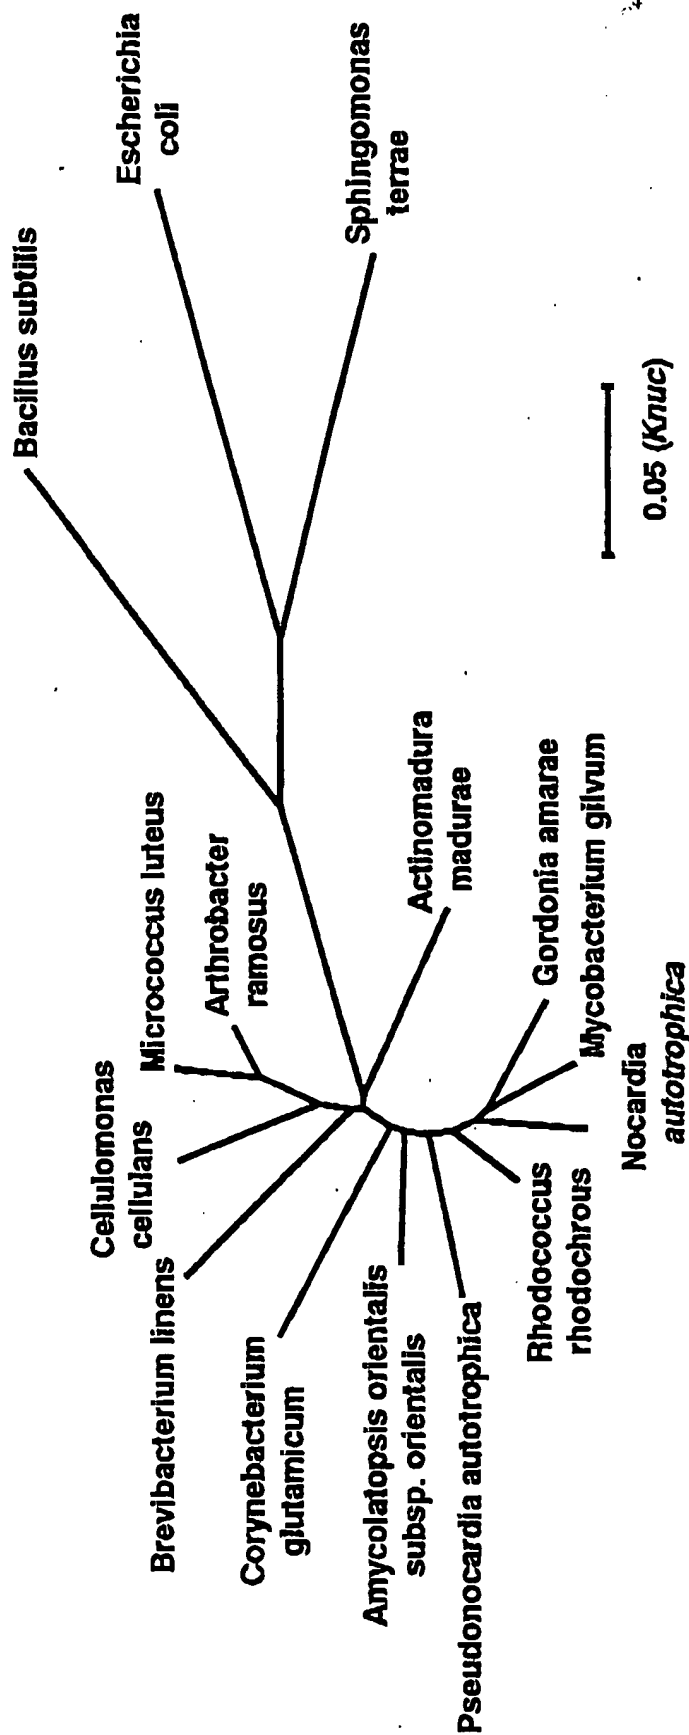 Bacillus subtilis
Escherichia
coli
Sphingomonas
terrae
Micrococcus luteus
Arthrobacter
ramosus
Cellulomonas
cellulans
Brevibacterium linens
Corynebacterium
glutamicum
Amycolatopsis orientalis
subsp. orientalis
Pseudonocardia autotrophica
Rhodococcus
rhodochrous
Nocardia
autotrophica
Mycobacterium gilvum
Gordonia amarae
Actinomadura
madurae
0.05 (Knuc)